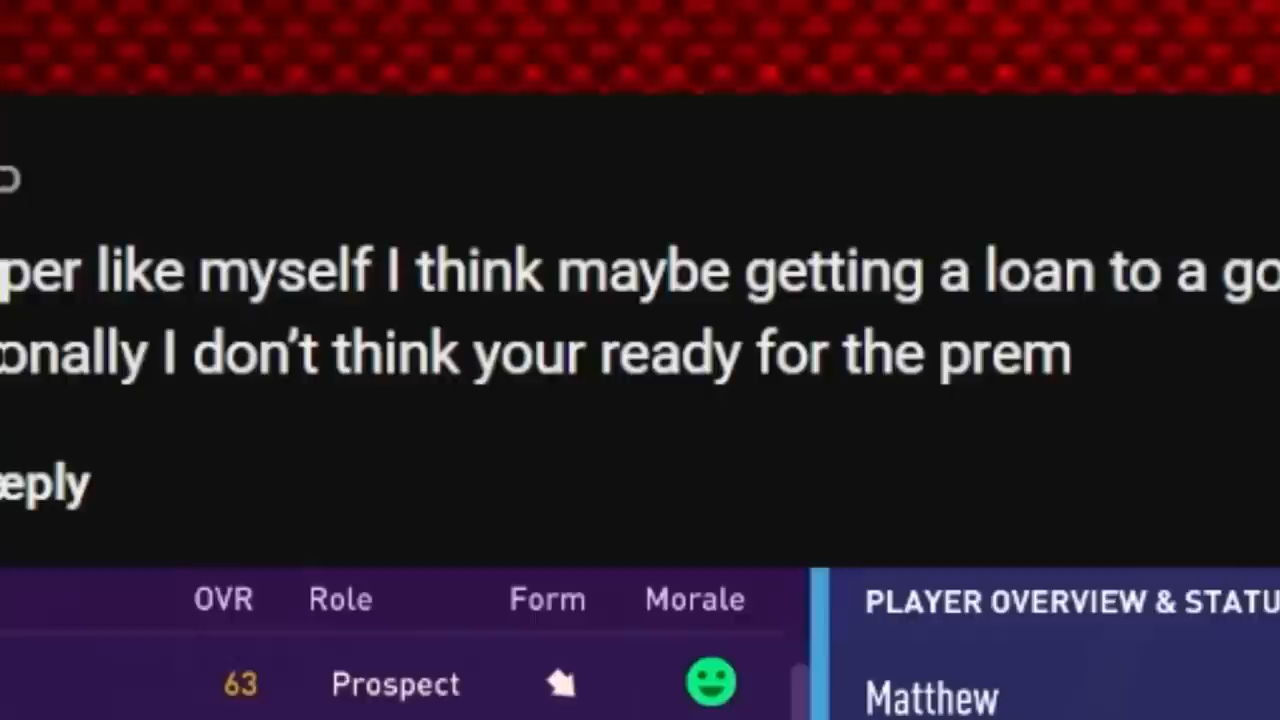 per like myself I think maybe getting a loan to a go
onally I don’t think your ready for the prem
eply
OVR Role Form Morale
PLAYER OVERVIEW & STATU
63 Prospect
Matthew